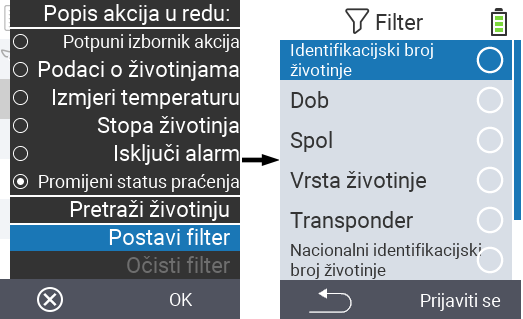 Popis akcija u redu:
Potpuni izbornik akcija
Podaci o životinjama
Izmjeri temperaturu
Stopa životinja
Isključi alarm
Promijeni status praćenja
Pretraži životinju
Postavi filter
Očisti filter
OK
Filter
Identifikacijski broj
životinje
Dob
Spol
Vrsta životinje
Transponder
Nacionalni identifikacijski
broj životinje
Prijaviti se